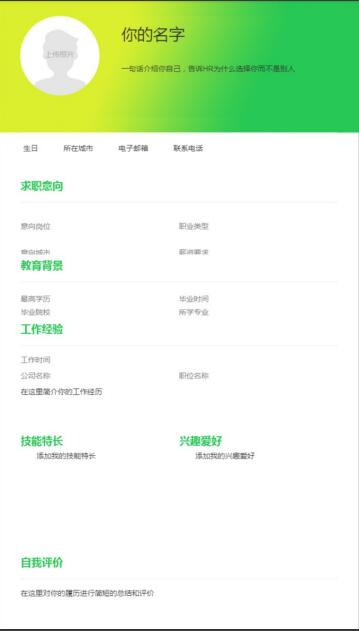 你的名字
上传照片
一句话介绍你自己，告诉HR为什么选择你而不是别人
生日 所在城市 电子邮箱 联系电话
求职意向
意向岗位 职业类型
意向城市 薪资要求
教育背景
最高学历 毕业时间
毕业院校 所学专业
工作经验
工作时间
公司名称 职位名称
在这里简介你的工作经历
技能特长 兴趣爱好
添加我的技能特长 添加我的兴趣爱好
自我评价
在这里对你的履历进行简短的总结和评价